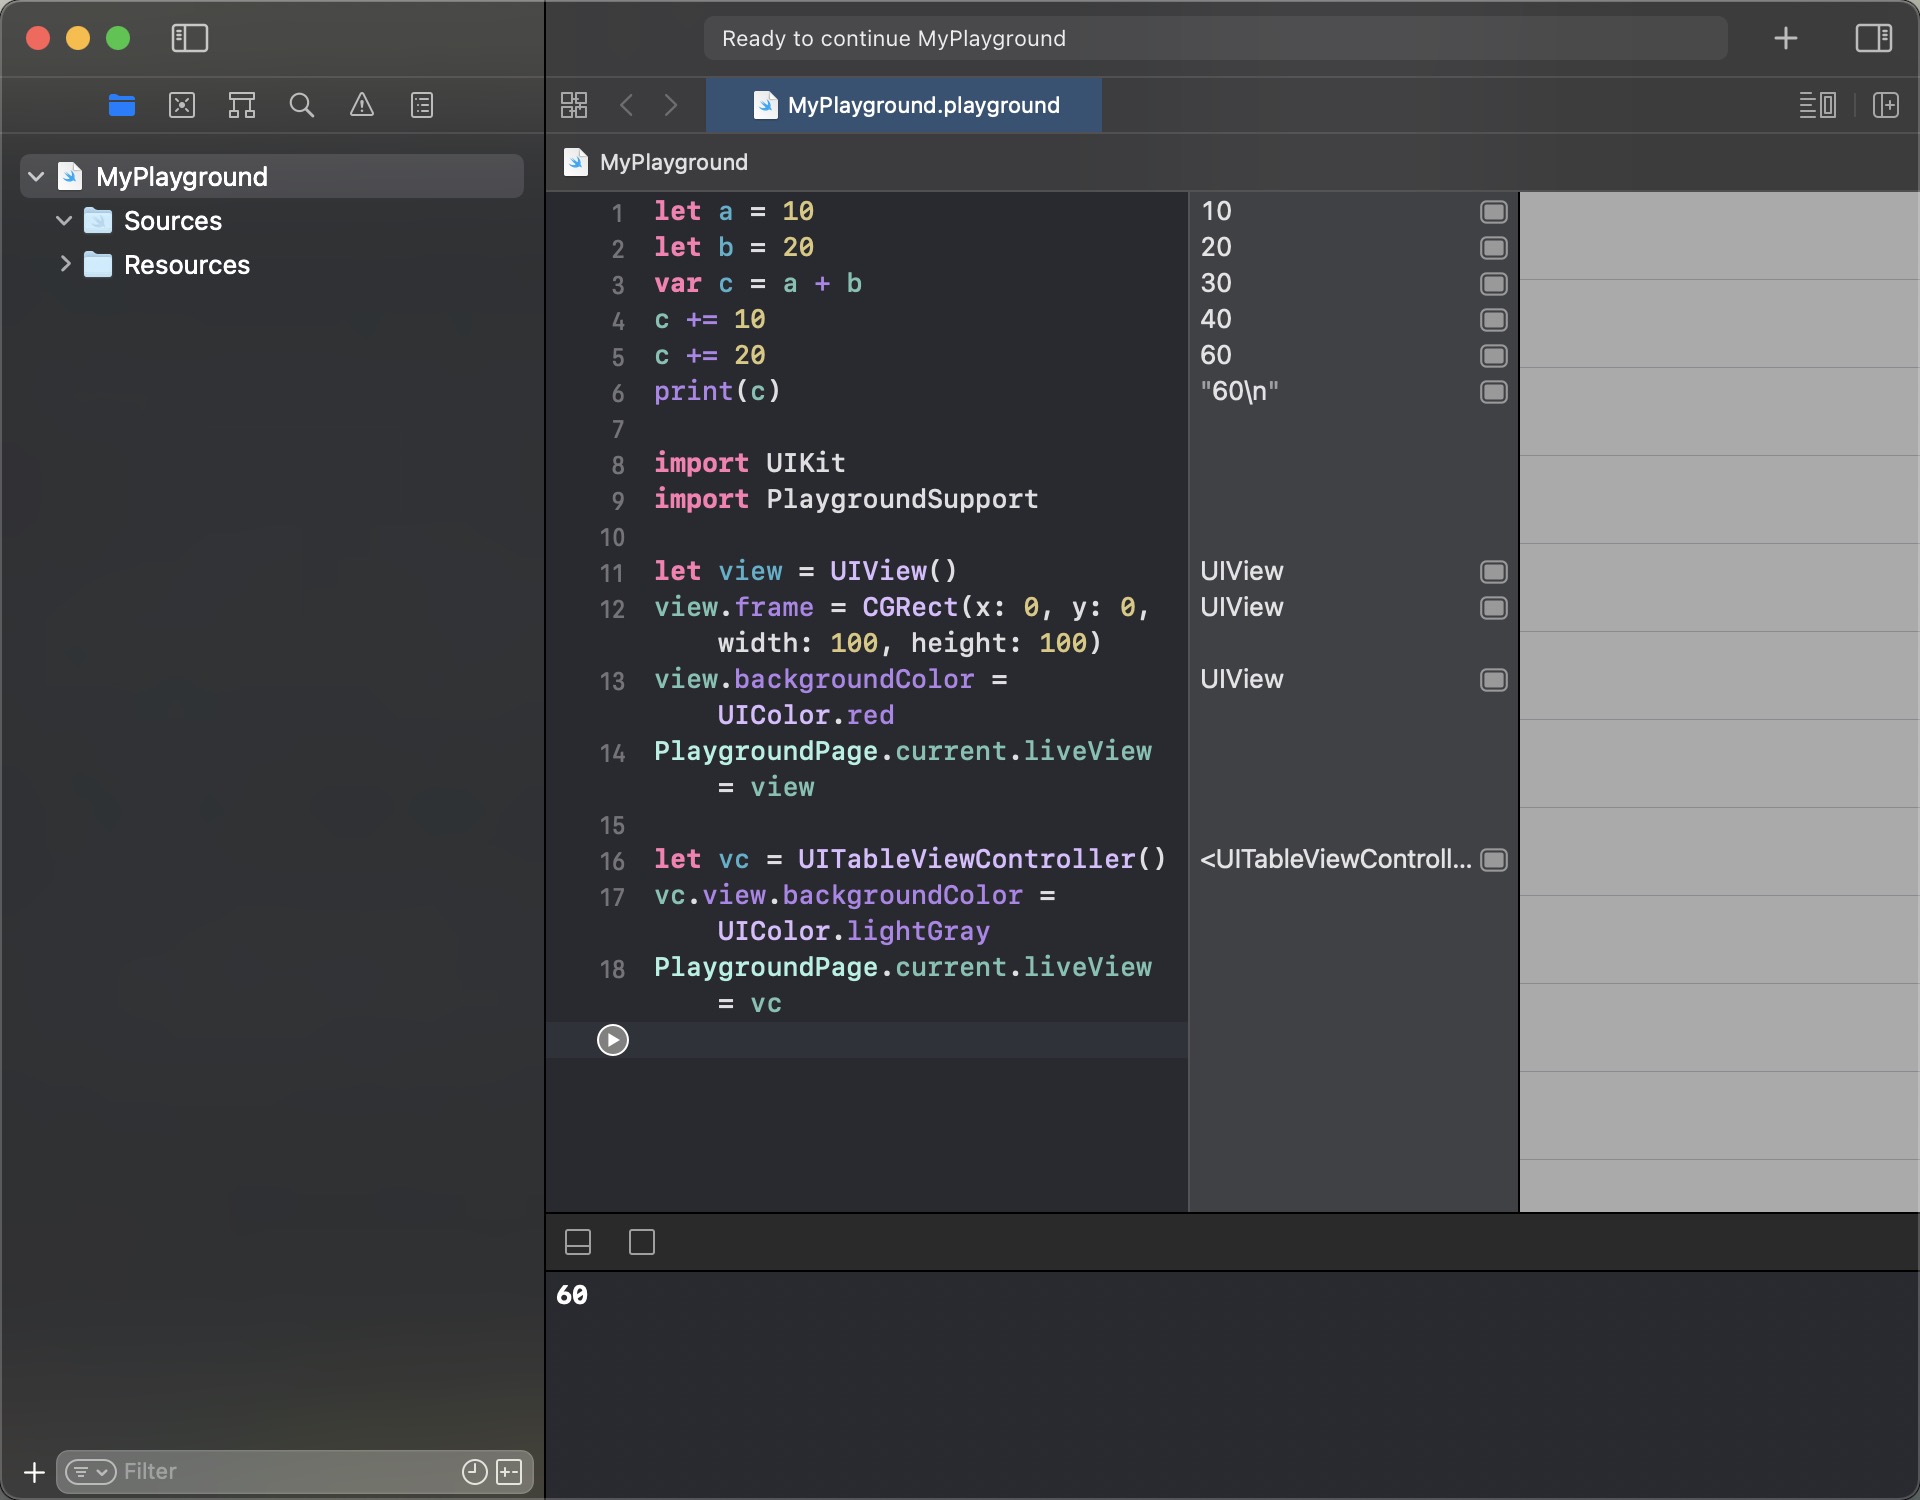 Ready to continue MyPlayground
MyPlayground.playground
MyPlayground
MyPlayground
Sources
Resources
1 let a = 10 10
2 let b = 20 20
3 var c = a + b 30
4 c += 10 40
5 c += 20 60
6 print(c) "60\n"
7
8 import UIKit
9 import PlaygroundSupport
10
11 let view = UIView() UIView
12 view.frame = CGRect(x: 0, y: 0, UIView
width: 100, height: 100)
13 view.backgroundColor = UIView
UIColor.red
14 PlaygroundPage.current.liveView
= view
15
16 let vc = UITableViewController() <UITableViewControll...
17 vc.view.backgroundColor =
UIColor.lightGray
18 PlaygroundPage.current.liveView
= vc
60
Filter